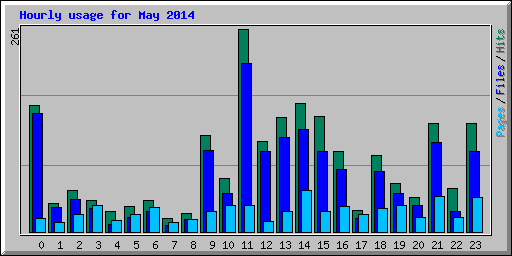 Hourly usage for May 2014
261
Pages / Files / Hits
0 1 2 3 4 5 6 7 8 9 10 11 12 13 14 15 16 17 18 19 20 21 22 23